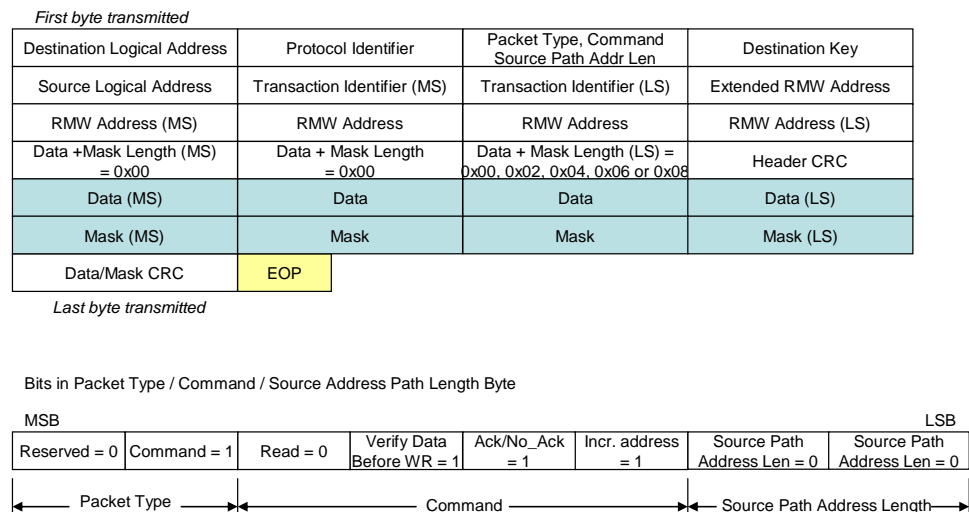 First byte transmitted
Destination Logical Address
Protocol Identifier
Packet Type, Command
Source Path Addr Len
Destination Key
Source Logical Address
Transaction Identifier (MS)
Transaction Identifier (LS)
Extended RMW Address
RMW Address (MS)
RMW Address
RMW Address
RMW Address (LS)
Data +Mask Length (MS)
= 0x00
Data + Mask Length
= 0x00
Data + Mask Length (LS) =
0x00, 0x02, 0x04, 0x06 or 0x08
Header CRC
Data (MS)
Data
Data
Data (LS)
Mask (MS)
Mask
Mask
Mask (LS)
Data/Mask CRC
EOP
Last byte transmitted
Bits in Packet Type / Command / Source Address Path Length Byte
MSB
LSB
Reserved = 0
Command = 1
Read = 0
Verify Data
Before WR = 1
Ack/No_Ack
= 1
Incr. address
= 1
Source Path
Address Len = 0
Source Path
Address Len = 0
Packet Type
Command
Source Path Address Length